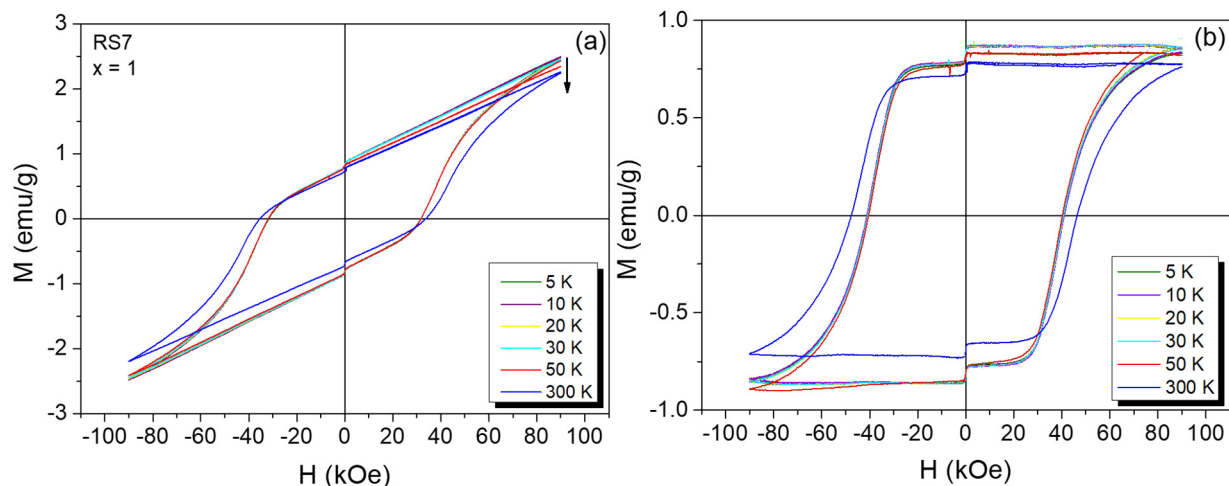 RS7
x = 1
(a)
M (emu/g)
3
2
1
0
-1
-2
-3
-100 -80 -60 -40 -20 0 20 40 60 80 100
H (kOe)
5 K
10 K
20 K
30 K
50 K
300 K
(b)
M (emu/g)
1.0
0.5
0.0
-0.5
-1.0
-100 -80 -60 -40 -20 0 20 40 60 80 100
H (kOe)
5 K
10 K
20 K
30 K
50 K
300 K